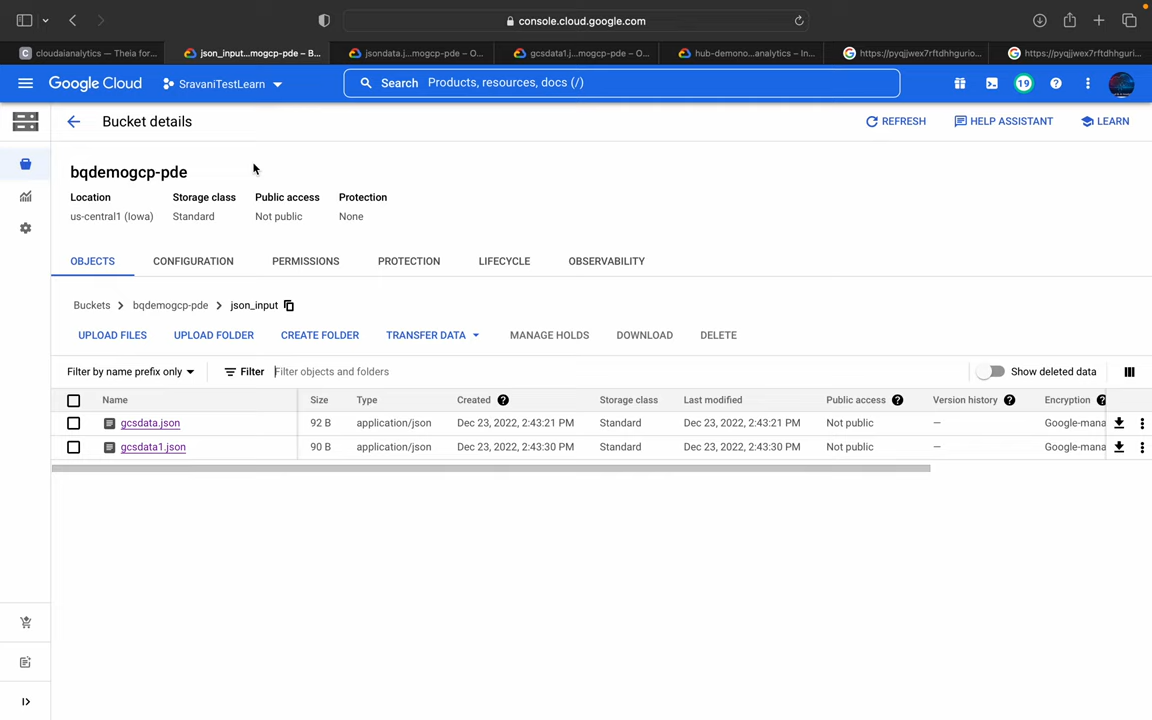 console.cloud.google.com
cloudaianalytics — Theia for...
json_input...mogcp-pde – B...
jsondata.j...mogcp-pde – O...
gcsdata1.j...mogcp-pde – O...
hub-demono...analytics – In...
https://pyqjjwex7rftdhhgurio...
https://pyqjjwex7rftdhhguri...
Google Cloud
SravaniTestLearn
Search Products, resources, docs (/)
19
Bucket details
REFRESH
HELP ASSISTANT
LEARN
bqdemogcp-pde
Location Storage class Public access Protection
us-central1 (Iowa) Standard Not public None
OBJECTS CONFIGURATION PERMISSIONS PROTECTION LIFECYCLE OBSERVABILITY
Buckets > bqdemogcp-pde > json_input
UPLOAD FILES UPLOAD FOLDER CREATE FOLDER TRANSFER DATA MANAGE HOLDS DOWNLOAD DELETE
Filter by name prefix only Filter Filter objects and folders Show deleted data
Name Size Type Created Storage class Last modified Public access Version history Encryption
gcsdata.json 92 B application/json Dec 23, 2022, 2:43:21 PM Standard Dec 23, 2022, 2:43:21 PM Not public — Google-mana
gcsdata1.json 90 B application/json Dec 23, 2022, 2:43:30 PM Standard Dec 23, 2022, 2:43:30 PM Not public — Google-mana